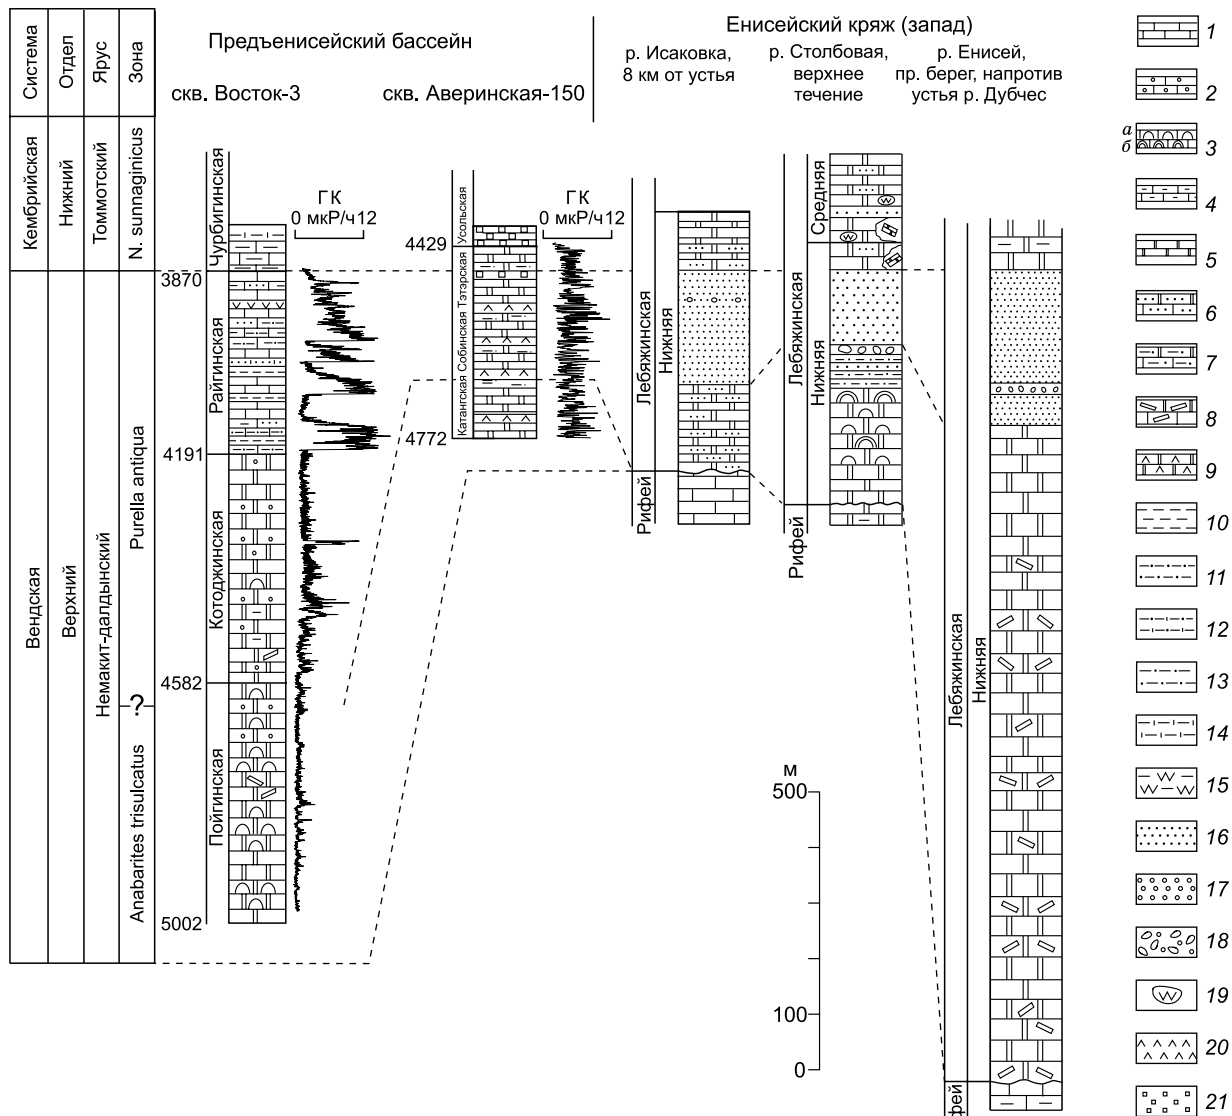 Система
Отдел
Ярус
Зона
Предъенисейский бассейн
скв. Восток-3
скв. Аверинская-150
Енисейский кряж (запад)
р. Исаковка,
8 км от устья
р. Столбовая,
верхнее
течение
р. Енисей,
пр. берег, напротив
устья р. Дубчес
Кембрийская
Нижний
Томмотский
N. sunnaginicus
Вендская
Верхний
Немакит-далдынский
Purella antiqua
?
Anabarites trisulcatus
Чурбигинская
Райгинская
Котоджинская
Пойгинская
3870
4191
4582
5002
ГК
0 мкР/ч12
Усольская
Тэтэрская
Собинская
Катангская
4429
4772
ГК
0 мкР/ч12
Лебяжинская
Нижняя
Рифей
Лебяжинская
Средняя
Нижняя
Рифей
Лебяжинская
Нижняя
фей
м
500
100
0
1
2
а
б
3
4
5
6
7
8
9
10
11
12
13
14
15
16
17
18
19
20
21